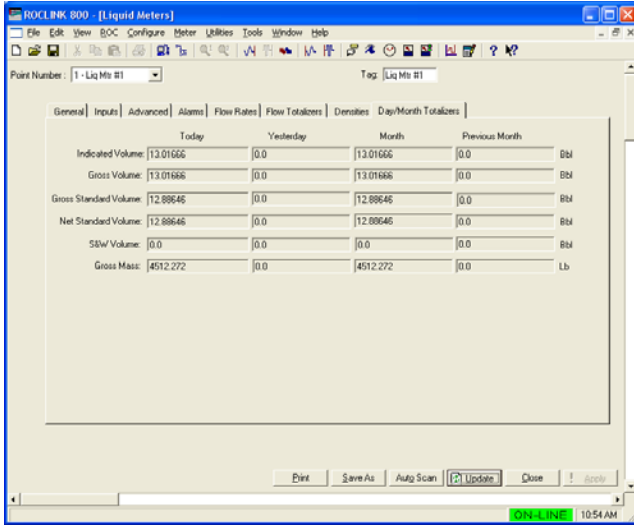 ROCLINK 800 - [Liquid Meters]
File Edit View ROC Configure Meter Utilities Tools Window Help
Point Number : 1 - Liq Mtr #1 Tag: Liq Mtr #1
General Inputs Advanced Alarms Flow Rates Flow Totalizers Densities Day/Month Totalizers
Today Yesterday Month Previous Month
Indicated Volume: 13.01666 0.0 13.01666 0.0 Bbl
Gross Volume: 13.01666 0.0 13.01666 0.0 Bbl
Gross Standard Volume: 12.88646 0.0 12.88646 0.0 Bbl
Net Standard Volume: 12.88646 0.0 12.88646 0.0 Bbl
S&W Volume: 0.0 0.0 0.0 0.0 Bbl
Gross Mass: 4512.272 0.0 4512.272 0.0 Lb
Print Save As Auto Scan Update Close ! Apply
ON-LINE 10:54 AM